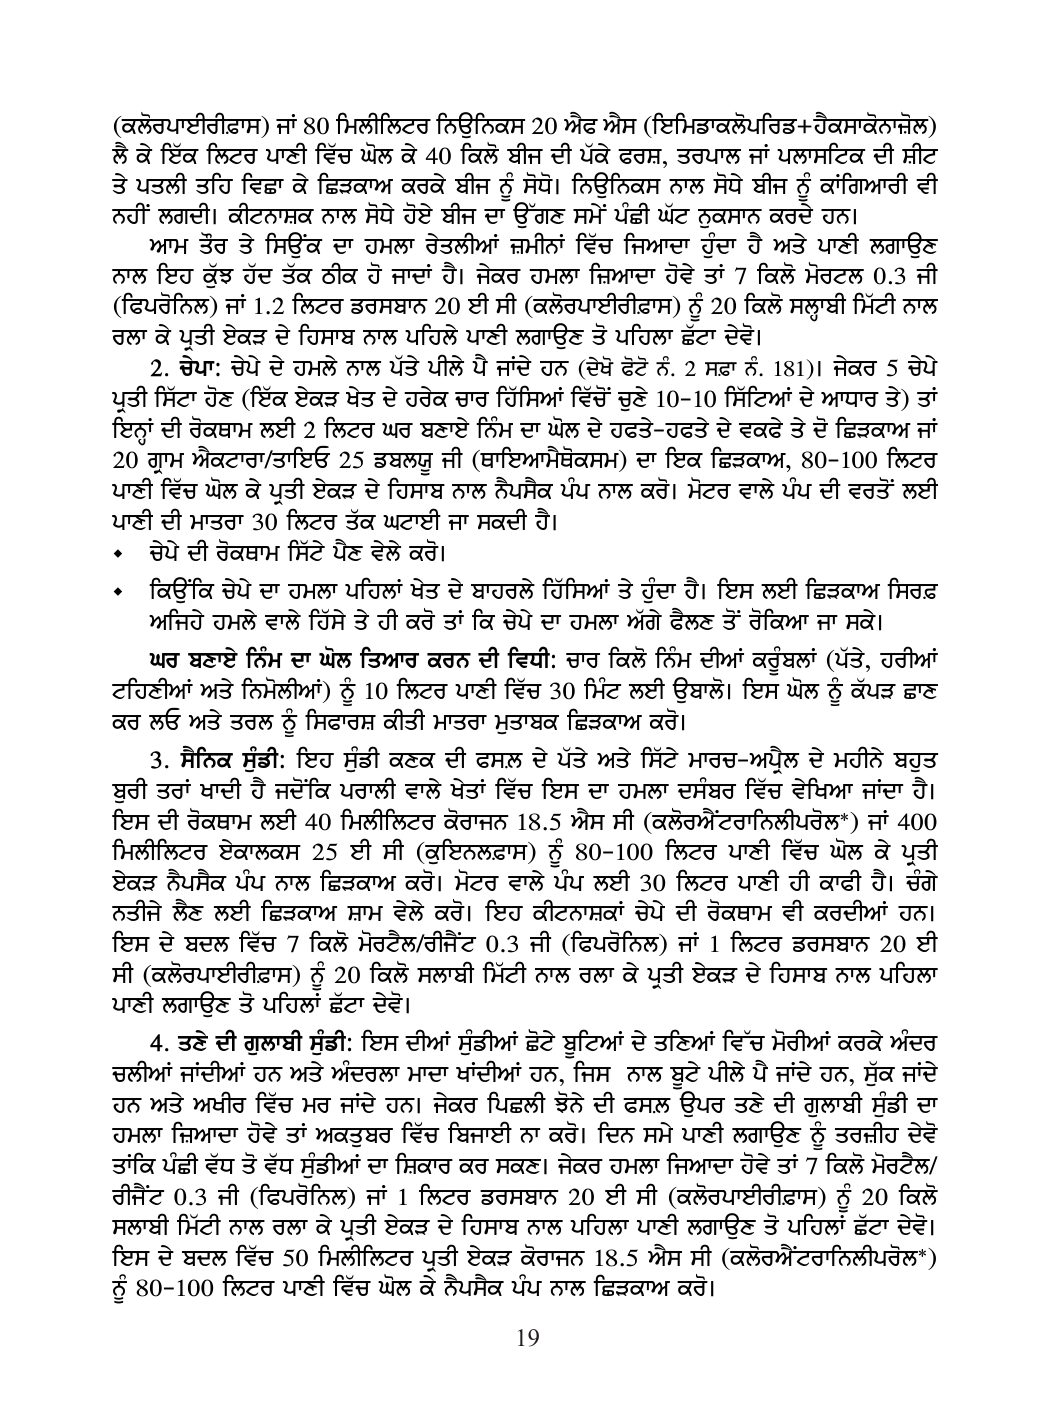 (ਕਲੋਰਪਾਈਰੀਫ਼ਾਸ) ਜਾਂ 80 ਮਿਲੀਲਿਟਰ ਨਿਊਨਿਕਸ 20 ਐਫ ਐਸ (ਇਮਿਡਾਕਲੋਪਰਿਡ+ਹੈਕਸਾਕੋਨਾਜ਼ੋਲ)
ਲੈ ਕੇ ਇੱਕ ਲਿਟਰ ਪਾਣੀ ਵਿੱਚ ਘੋਲ ਕੇ 40 ਕਿਲੋ ਬੀਜ ਦੀ ਪੱਕੇ ਫਰਸ਼, ਤਰਪਾਲ ਜਾਂ ਪਲਾਸਟਿਕ ਦੀ ਸ਼ੀਟ
ਤੇ ਪਤਲੀ ਤਹਿ ਵਿਛਾ ਕੇ ਛਿੜਕਾਅ ਕਰਕੇ ਬੀਜ ਨੂੰ ਸੋਧੋ। ਨਿਊਨਿਕਸ ਨਾਲ ਸੋਧੇ ਬੀਜ ਨੂੰ ਕਾਂਗਿਆਰੀ ਵੀ
ਨਹੀਂ ਲਗਦੀ। ਕੀਟਨਾਸ਼ਕ ਨਾਲ ਸੋਧੇ ਹੋਏ ਬੀਜ ਦਾ ਉੱਗਣ ਸਮੇਂ ਪੰਛੀ ਘੱਟ ਨੁਕਸਾਨ ਕਰਦੇ ਹਨ।
ਆਮ ਤੌਰ ਤੇ ਸਿਉਂਕ ਦਾ ਹਮਲਾ ਰੇਤਲੀਆਂ ਜ਼ਮੀਨਾਂ ਵਿੱਚ ਜਿਆਦਾ ਹੁੰਦਾ ਹੈ ਅਤੇ ਪਾਣੀ ਲਗਾਉਣ
ਨਾਲ ਇਹ ਕੁੱਝ ਹੱਦ ਤੱਕ ਠੀਕ ਹੋ ਜਾਦਾਂ ਹੈ। ਜੇਕਰ ਹਮਲਾ ਜ਼ਿਆਦਾ ਹੋਵੇ ਤਾਂ 7 ਕਿਲੋ ਮੋਰਟਲ 0.3 ਜੀ
(ਫਿਪਰੋਨਿਲ) ਜਾਂ 1.2 ਲਿਟਰ ਡਰਸਬਾਨ 20 ਈ ਸੀ (ਕਲੋਰਪਾਈਰੀਫ਼ਾਸ) ਨੂੰ 20 ਕਿਲੋ ਸਲ੍ਹਾਬੀ ਮਿੱਟੀ ਨਾਲ
ਰਲਾ ਕੇ ਪ੍ਰਤੀ ਏਕੜ ਦੇ ਹਿਸਾਬ ਨਾਲ ਪਹਿਲੇ ਪਾਣੀ ਲਗਾਉਣ ਤੋ ਪਹਿਲਾ ਛੱਟਾ ਦੇਵੋ।
2. ਚੇਪਾ: ਚੇਪੇ ਦੇ ਹਮਲੇ ਨਾਲ ਪੱਤੇ ਪੀਲੇ ਪੈ ਜਾਂਦੇ ਹਨ (ਦੇਖੋ ਫੋਟੋ ਨੰ. 2 ਸਫ਼ਾ ਨੰ. 181)। ਜੇਕਰ 5 ਚੇਪੇ
ਪ੍ਰਤੀ ਸਿੱਟਾ ਹੋਣ (ਇੱਕ ਏਕੜ ਖੇਤ ਦੇ ਹਰੇਕ ਚਾਰ ਹਿੱਸਿਆਂ ਵਿੱਚੋਂ ਚੁਣੇ 10-10 ਸਿੱਟਿਆਂ ਦੇ ਆਧਾਰ ਤੇ) ਤਾਂ
ਇਨ੍ਹਾਂ ਦੀ ਰੋਕਥਾਮ ਲਈ 2 ਲਿਟਰ ਘਰ ਬਣਾਏ ਨਿੰਮ ਦਾ ਘੋਲ ਦੇ ਹਫਤੇ-ਹਫਤੇ ਦੇ ਵਕਫੇ ਤੇ ਦੋ ਛਿੜਕਾਅ ਜਾਂ
20 ਗ੍ਰਾਮ ਐਕਟਾਰਾ/ਤਾਇਓ 25 ਡਬਲਯੂ ਜੀ (ਥਾਇਆਮੈਥੋਕਸਮ) ਦਾ ਇਕ ਛਿੜਕਾਅ, 80-100 ਲਿਟਰ
ਪਾਣੀ ਵਿੱਚ ਘੋਲ ਕੇ ਪ੍ਰਤੀ ਏਕੜ ਦੇ ਹਿਸਾਬ ਨਾਲ ਨੈਪਸੈਕ ਪੰਪ ਨਾਲ ਕਰੋ। ਮੋਟਰ ਵਾਲੇ ਪੰਪ ਦੀ ਵਰਤੋਂ ਲਈ
ਪਾਣੀ ਦੀ ਮਾਤਰਾ 30 ਲਿਟਰ ਤੱਕ ਘਟਾਈ ਜਾ ਸਕਦੀ ਹੈ।
◆ ਚੇਪੇ ਦੀ ਰੋਕਥਾਮ ਸਿੱਟੇ ਪੈਣ ਵੇਲੇ ਕਰੋ।
◆ ਕਿਉਂਕਿ ਚੇਪੇ ਦਾ ਹਮਲਾ ਪਹਿਲਾਂ ਖੇਤ ਦੇ ਬਾਹਰਲੇ ਹਿੱਸਿਆਂ ਤੇ ਹੁੰਦਾ ਹੈ। ਇਸ ਲਈ ਛਿੜਕਾਅ ਸਿਰਫ਼
ਅਜਿਹੇ ਹਮਲੇ ਵਾਲੇ ਹਿੱਸੇ ਤੇ ਹੀ ਕਰੋ ਤਾਂ ਕਿ ਚੇਪੇ ਦਾ ਹਮਲਾ ਅੱਗੇ ਫੈਲਣ ਤੋਂ ਰੋਕਿਆ ਜਾ ਸਕੇ।
ਘਰ ਬਣਾਏ ਨਿੰਮ ਦਾ ਘੋਲ ਤਿਆਰ ਕਰਨ ਦੀ ਵਿਧੀ: ਚਾਰ ਕਿਲੋ ਨਿੰਮ ਦੀਆਂ ਕਰੂੰਬਲਾਂ (ਪੱਤੇ, ਹਰੀਆਂ
ਟਹਿਣੀਆਂ ਅਤੇ ਨਿਮੋਲੀਆਂ) ਨੂੰ 10 ਲਿਟਰ ਪਾਣੀ ਵਿੱਚ 30 ਮਿੰਟ ਲਈ ਉਬਾਲੋ। ਇਸ ਘੋਲ ਨੂੰ ਕੱਪੜ ਛਾਣ
ਕਰ ਲਓ ਅਤੇ ਤਰਲ ਨੂੰ ਸਿਫਾਰਸ਼ ਕੀਤੀ ਮਾਤਰਾ ਮੁਤਾਬਕ ਛਿੜਕਾਅ ਕਰੋ।
3. ਸੈਨਿਕ ਸੁੰਡੀ: ਇਹ ਸੁੰਡੀ ਕਣਕ ਦੀ ਫਸਲ਼ ਦੇ ਪੱਤੇ ਅਤੇ ਸਿੱਟੇ ਮਾਰਚ-ਅਪ੍ਰੈਲ ਦੇ ਮਹੀਨੇ ਬਹੁਤ
ਬੁਰੀ ਤਰਾਂ ਖਾਦੀ ਹੈ ਜਦੋਂਕਿ ਪਰਾਲੀ ਵਾਲੇ ਖੇਤਾਂ ਵਿੱਚ ਇਸ ਦਾ ਹਮਲਾ ਦਸੰਬਰ ਵਿੱਚ ਵੇਖਿਆ ਜਾਂਦਾ ਹੈ।
ਇਸ ਦੀ ਰੋਕਥਾਮ ਲਈ 40 ਮਿਲੀਲਿਟਰ ਕੋਰਾਜਨ 18.5 ਐਸ ਸੀ (ਕਲੋਰਐਂਟਰਾਨਿਲੀਪਰੋਲ*) ਜਾਂ 400
ਮਿਲੀਲਿਟਰ ਏਕਾਲਕਸ 25 ਈ ਸੀ (ਕੁਇਨਲਫ਼ਾਸ) ਨੂੰ 80-100 ਲਿਟਰ ਪਾਣੀ ਵਿੱਚ ਘੋਲ ਕੇ ਪ੍ਰਤੀ
ਏਕੜ ਨੈਪਸੈਕ ਪੰਪ ਨਾਲ ਛਿੜਕਾਅ ਕਰੋ। ਮੋਟਰ ਵਾਲੇ ਪੰਪ ਲਈ 30 ਲਿਟਰ ਪਾਣੀ ਹੀ ਕਾਫੀ ਹੈ। ਚੰਗੇ
ਨਤੀਜੇ ਲੈਣ ਲਈ ਛਿੜਕਾਅ ਸ਼ਾਮ ਵੇਲੇ ਕਰੋ। ਇਹ ਕੀਟਨਾਸ਼ਕਾਂ ਚੇਪੇ ਦੀ ਰੋਕਥਾਮ ਵੀ ਕਰਦੀਆਂ ਹਨ।
ਇਸ ਦੇ ਬਦਲ ਵਿੱਚ 7 ਕਿਲੋ ਮੋਰਟੈਲ/ਰੀਜੈਂਟ 0.3 ਜੀ (ਫਿਪਰੋਨਿਲ) ਜਾਂ 1 ਲਿਟਰ ਡਰਸਬਾਨ 20 ਈ
ਸੀ (ਕਲੋਰਪਾਈਰੀਫ਼ਾਸ) ਨੂੰ 20 ਕਿਲੋ ਸਲਾਬੀ ਮਿੱਟੀ ਨਾਲ ਰਲਾ ਕੇ ਪ੍ਰਤੀ ਏਕੜ ਦੇ ਹਿਸਾਬ ਨਾਲ ਪਹਿਲਾ
ਪਾਣੀ ਲਗਾਉਣ ਤੋ ਪਹਿਲਾਂ ਛੱਟਾ ਦੇਵੋ।
4. ਤਣੇ ਦੀ ਗੁਲਾਬੀ ਸੁੰਡੀ: ਇਸ ਦੀਆਂ ਸੁੰਡੀਆਂ ਛੋਟੇ ਬੂਟਿਆਂ ਦੇ ਤਣਿਆਂ ਵਿੱਚ ਮੋਰੀਆਂ ਕਰਕੇ ਅੰਦਰ
ਚਲੀਆਂ ਜਾਂਦੀਆਂ ਹਨ ਅਤੇ ਅੰਦਰਲਾ ਮਾਦਾ ਖਾਂਦੀਆਂ ਹਨ, ਜਿਸ ਨਾਲ ਬੂਟੇ ਪੀਲੇ ਪੈ ਜਾਂਦੇ ਹਨ, ਸੁੱਕ ਜਾਂਦੇ
ਹਨ ਅਤੇ ਅਖੀਰ ਵਿੱਚ ਮਰ ਜਾਂਦੇ ਹਨ। ਜੇਕਰ ਪਿਛਲੀ ਝੋਨੇ ਦੀ ਫਸਲ਼ ਉਪਰ ਤਣੇ ਦੀ ਗੁਲਾਬੀ ਸੁੰਡੀ ਦਾ
ਹਮਲਾ ਜ਼ਿਆਦਾ ਹੋਵੇ ਤਾਂ ਅਕਤੁਬਰ ਵਿੱਚ ਬਿਜਾਈ ਨਾ ਕਰੋ। ਦਿਨ ਸਮੇ ਪਾਣੀ ਲਗਾਉਣ ਨੂੰ ਤਰਜ਼ੀਹ ਦੇਵੋ
ਤਾਂਕਿ ਪੰਛੀ ਵੱਧ ਤੋ ਵੱਧ ਸੁੰਡੀਆਂ ਦਾ ਸ਼ਿਕਾਰ ਕਰ ਸਕਣ। ਜੇਕਰ ਹਮਲਾ ਜਿਆਦਾ ਹੋਵੇ ਤਾਂ 7 ਕਿਲੋ ਮੋਰਟੈਲ/
ਰੀਜੈਂਟ 0.3 ਜੀ (ਫਿਪਰੋਨਿਲ) ਜਾਂ 1 ਲਿਟਰ ਡਰਸਬਾਨ 20 ਈ ਸੀ (ਕਲੋਰਪਾਈਰੀਫ਼ਾਸ) ਨੂੰ 20 ਕਿਲੋ
ਸਲਾਬੀ ਮਿੱਟੀ ਨਾਲ ਰਲਾ ਕੇ ਪ੍ਰਤੀ ਏਕੜ ਦੇ ਹਿਸਾਬ ਨਾਲ ਪਹਿਲਾ ਪਾਣੀ ਲਗਾਉਣ ਤੋ ਪਹਿਲਾਂ ਛੱਟਾ ਦੇਵੋ।
ਇਸ ਦੇ ਬਦਲ ਵਿੱਚ 50 ਮਿਲੀਲਿਟਰ ਪ੍ਰਤੀ ਏਕੜ ਕੋਰਾਜਨ 18.5 ਐਸ ਸੀ (ਕਲੋਰਐਂਟਰਾਨਿਲੀਪਰੋਲ*)
ਨੂੰ 80-100 ਲਿਟਰ ਪਾਣੀ ਵਿੱਚ ਘੋਲ ਕੇ ਨੈਪਸੈਕ ਪੰਪ ਨਾਲ ਛਿੜਕਾਅ ਕਰੋ।
19